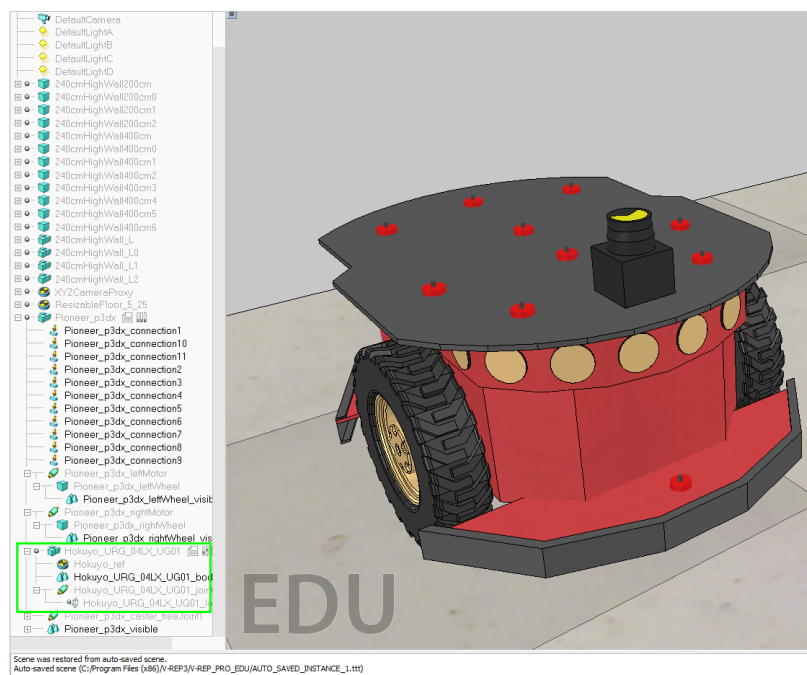 DefaultCamera
DefaultLightA
DefaultLightB
DefaultLightC
DefaultLightD
240cmHighWall200cm
240cmHighWall200cm0
240cmHighWall200cm1
240cmHighWall200cm2
240cmHighWall400cm
240cmHighWall400cm0
240cmHighWall400cm1
240cmHighWall400cm2
240cmHighWall400cm3
240cmHighWall400cm4
240cmHighWall400cm5
240cmHighWall400cm6
240cmHighWall_L
240cmHighWall_L0
240cmHighWall_L1
240cmHighWall_L2
XYZCameraProxy
ResizableFloor_5_25
Pioneer_p3dx
Pioneer_p3dx_connection1
Pioneer_p3dx_connection10
Pioneer_p3dx_connection11
Pioneer_p3dx_connection2
Pioneer_p3dx_connection3
Pioneer_p3dx_connection4
Pioneer_p3dx_connection5
Pioneer_p3dx_connection6
Pioneer_p3dx_connection7
Pioneer_p3dx_connection8
Pioneer_p3dx_connection9
Pioneer_p3dx_leftMotor
Pioneer_p3dx_leftWheel
Pioneer_p3dx_leftWheel_visib
Pioneer_p3dx_rightMotor
Pioneer_p3dx_rightWheel
Pioneer_p3dx_rightWheel_vis
Hokuyo_URG_04LX_UG01
Hokuyo_ref
Hokuyo_URG_04LX_UG01_bod
Hokuyo_URG_04LX_UG01_join
Hokuyo_URG_04LX_UG01_la
Pioneer_p3dx_caster_freeJoint1
Pioneer_p3dx_visible
EDU
Scene was restored from auto-saved scene.
Auto-saved scene (C:/Program Files (x86)/V-REP3/V-REP_PRO_EDU/AUTO_SAVED_INSTANCE_1.ttt)